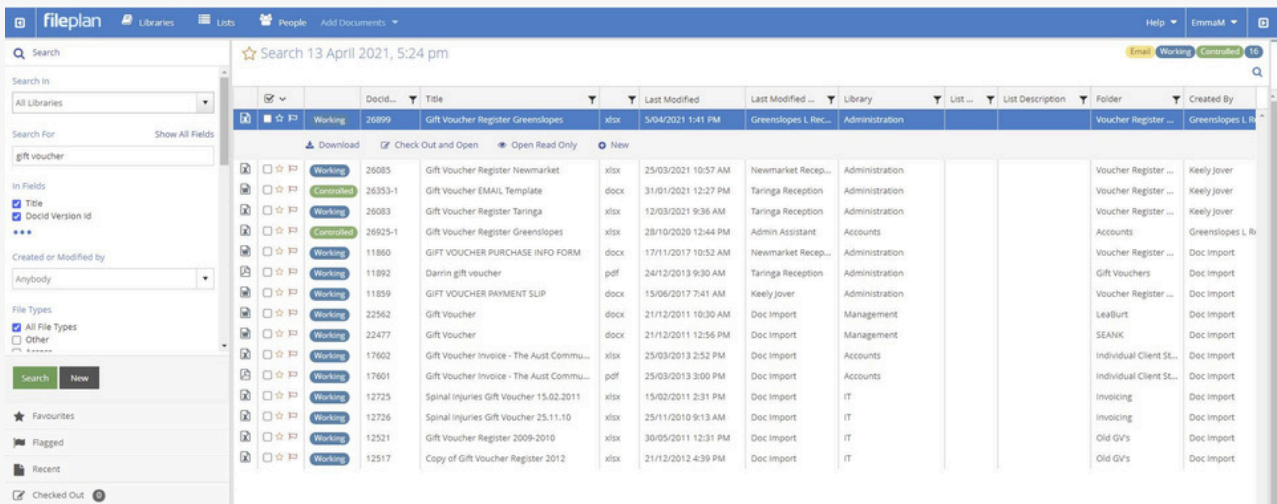 fileplan Libraries Lists People Add Documents Help EmmaM
Search
Search 13 April 2021, 5:24 pm Email Working Controlled 16
Search In
All Libraries
Search For Show All Fields
gift voucher
In Fields
Title
Docid Version Id
Created or Modified by
Anybody
File Types
All File Types
Other
Search New
Favourites
Flagged
Recent
Checked Out 0
Docid... Title Last Modified Last Modified ... Library List ... List Description Folder Created By
Working 26899 Gift Voucher Register Greenslopes xlsx 5/04/2021 1:41 PM Greenslopes L Rec... Administration Voucher Register ... Greenslopes L Re
Download Check Out and Open Open Read Only New
Working 26085 Gift Voucher Register Newmarket xlsx 25/03/2021 10:57 AM Newmarket Recep... Administration Voucher Register ... Keely Jover
Controlled 26353-1 Gift Voucher EMAIL Template docx 31/01/2021 12:27 PM Taringa Reception Administration Voucher Register ... Keely Jover
Working 26083 Gift Voucher Register Taringa xlsx 12/03/2021 9:36 AM Taringa Reception Administration Voucher Register ... Keely Jover
Controlled 26925-1 Gift Voucher Register Greenslopes xlsx 28/10/2020 12:44 PM Admin Assistant Accounts Accounts Greenslopes L Re
Working 11860 GIFT VOUCHER PURCHASE INFO FORM docx 17/11/2017 10:52 AM Newmarket Recep... Administration Voucher Register ... Doc Import
Working 11892 Darrin gift voucher pdf 24/12/2013 9:30 AM Taringa Reception Administration Gift Vouchers Doc Import
Working 11859 GIFT VOUCHER PAYMENT SLIP docx 15/06/2017 7:41 AM Keely Jover Administration Voucher Register ... Doc Import
Working 22562 Gift Voucher docx 21/12/2011 10:30 AM Doc Import Management LeaBurt Doc Import
Working 22477 Gift Voucher docx 21/12/2011 12:56 PM Doc Import Management SEANK Doc Import
Working 17602 Gift Voucher Invoice - The Aust Commu... xlsx 25/03/2013 2:52 PM Doc Import Accounts Individual Client St... Doc Import
Working 17601 Gift Voucher Invoice - The Aust Commu... pdf 25/03/2013 3:00 PM Doc Import Accounts Individual Client St... Doc Import
Working 12725 Spinal Injuries Gift Voucher 15.02.2011 xlsx 15/02/2011 2:31 PM Doc Import IT Invoicing Doc Import
Working 12726 Spinal Injuries Gift Voucher 25.11.10 xlsx 25/11/2010 9:13 AM Doc Import IT Invoicing Doc Import
Working 12521 Gift Voucher Register 2009-2010 xlsx 30/05/2011 12:31 PM Doc Import IT Old GV's Doc Import
Working 12517 Copy of Gift Voucher Register 2012 xlsx 21/12/2012 4:39 PM Doc Import IT Old GV's Doc Import